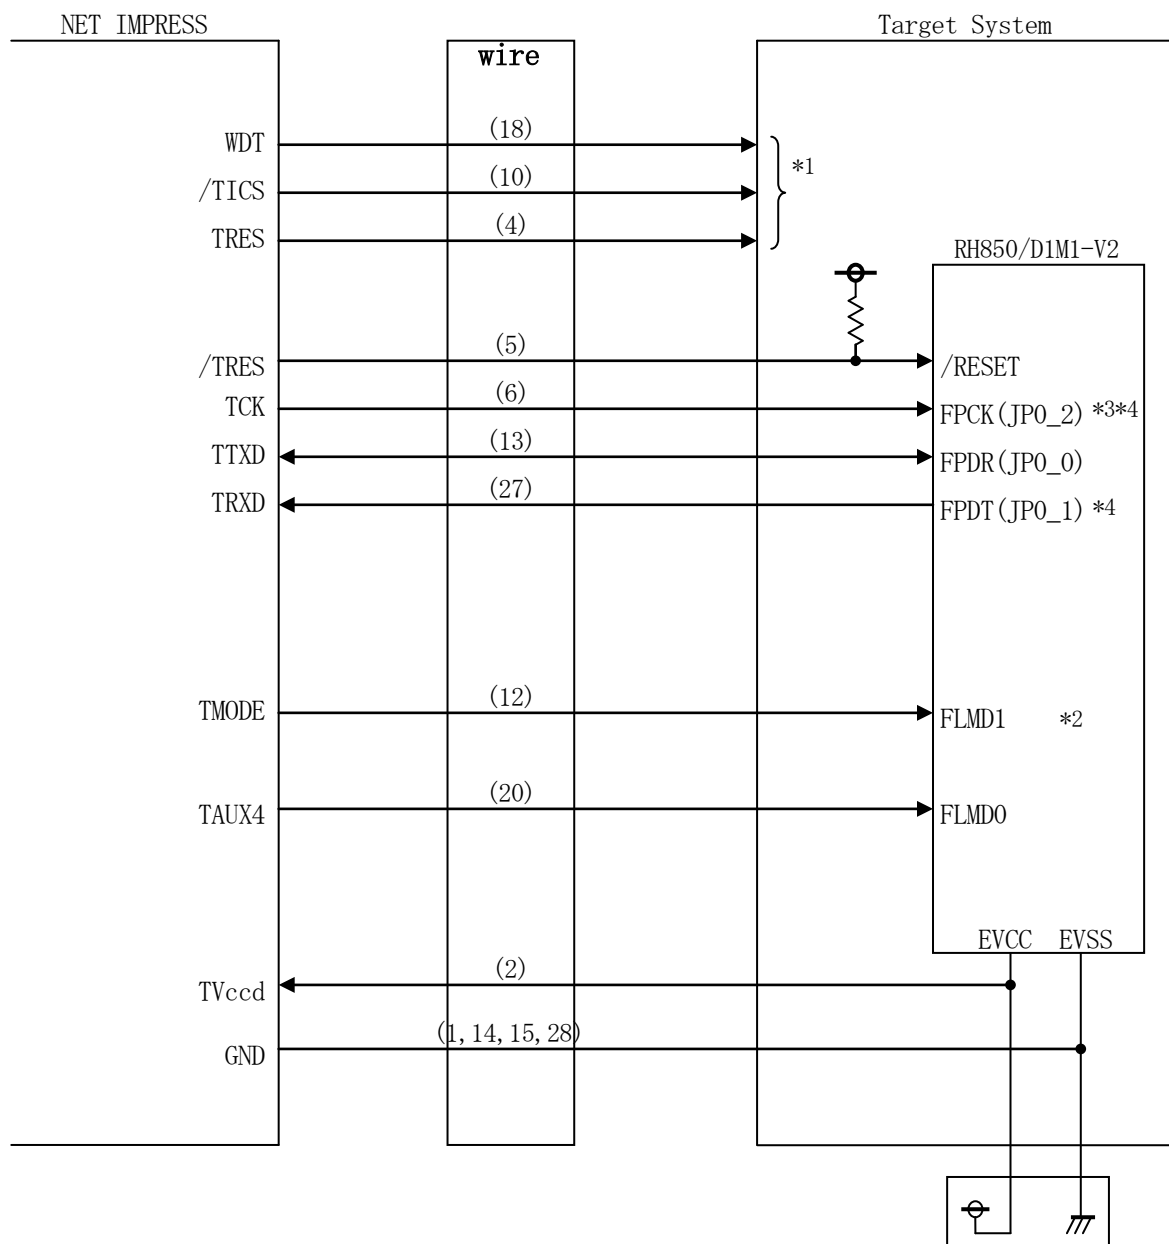 NET IMPRESS
Target System
wire
WDT (18)
*1
/TICS (10)
TRES (4)
RH850/D1M1-V2
/TRES (5) /RESET
TCK (6) FPCK(JP0_2) *3*4
TTXD (13) FPDR(JP0_0)
TRXD (27) FPDT(JP0_1) *4
TMODE (12) FLMD1 *2
TAUX4 (20) FLMD0
EVCC EVSS
TVccd (2)
GND (1,14,15,28)